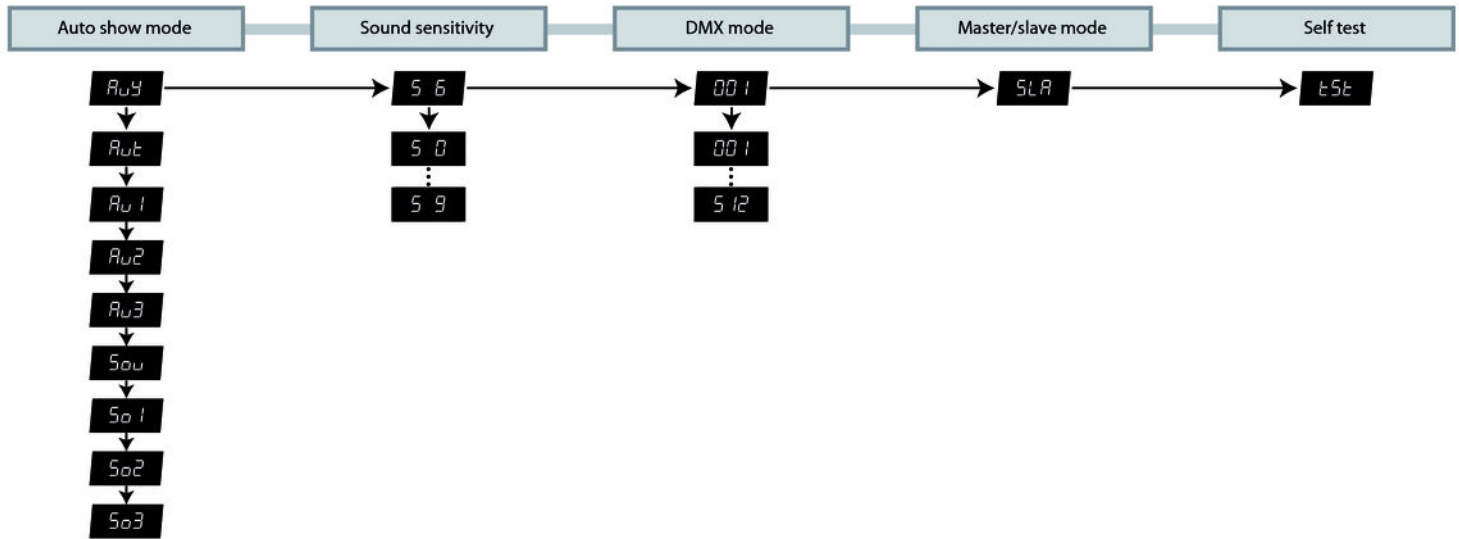 Auto show mode Sound sensitivity DMX mode Master/slave mode Self test
AuY S 6 001 SLA tSt
Aut S 0 001
Au1 S 9 512
Au2
Au3
Sou
So1
So2
So3